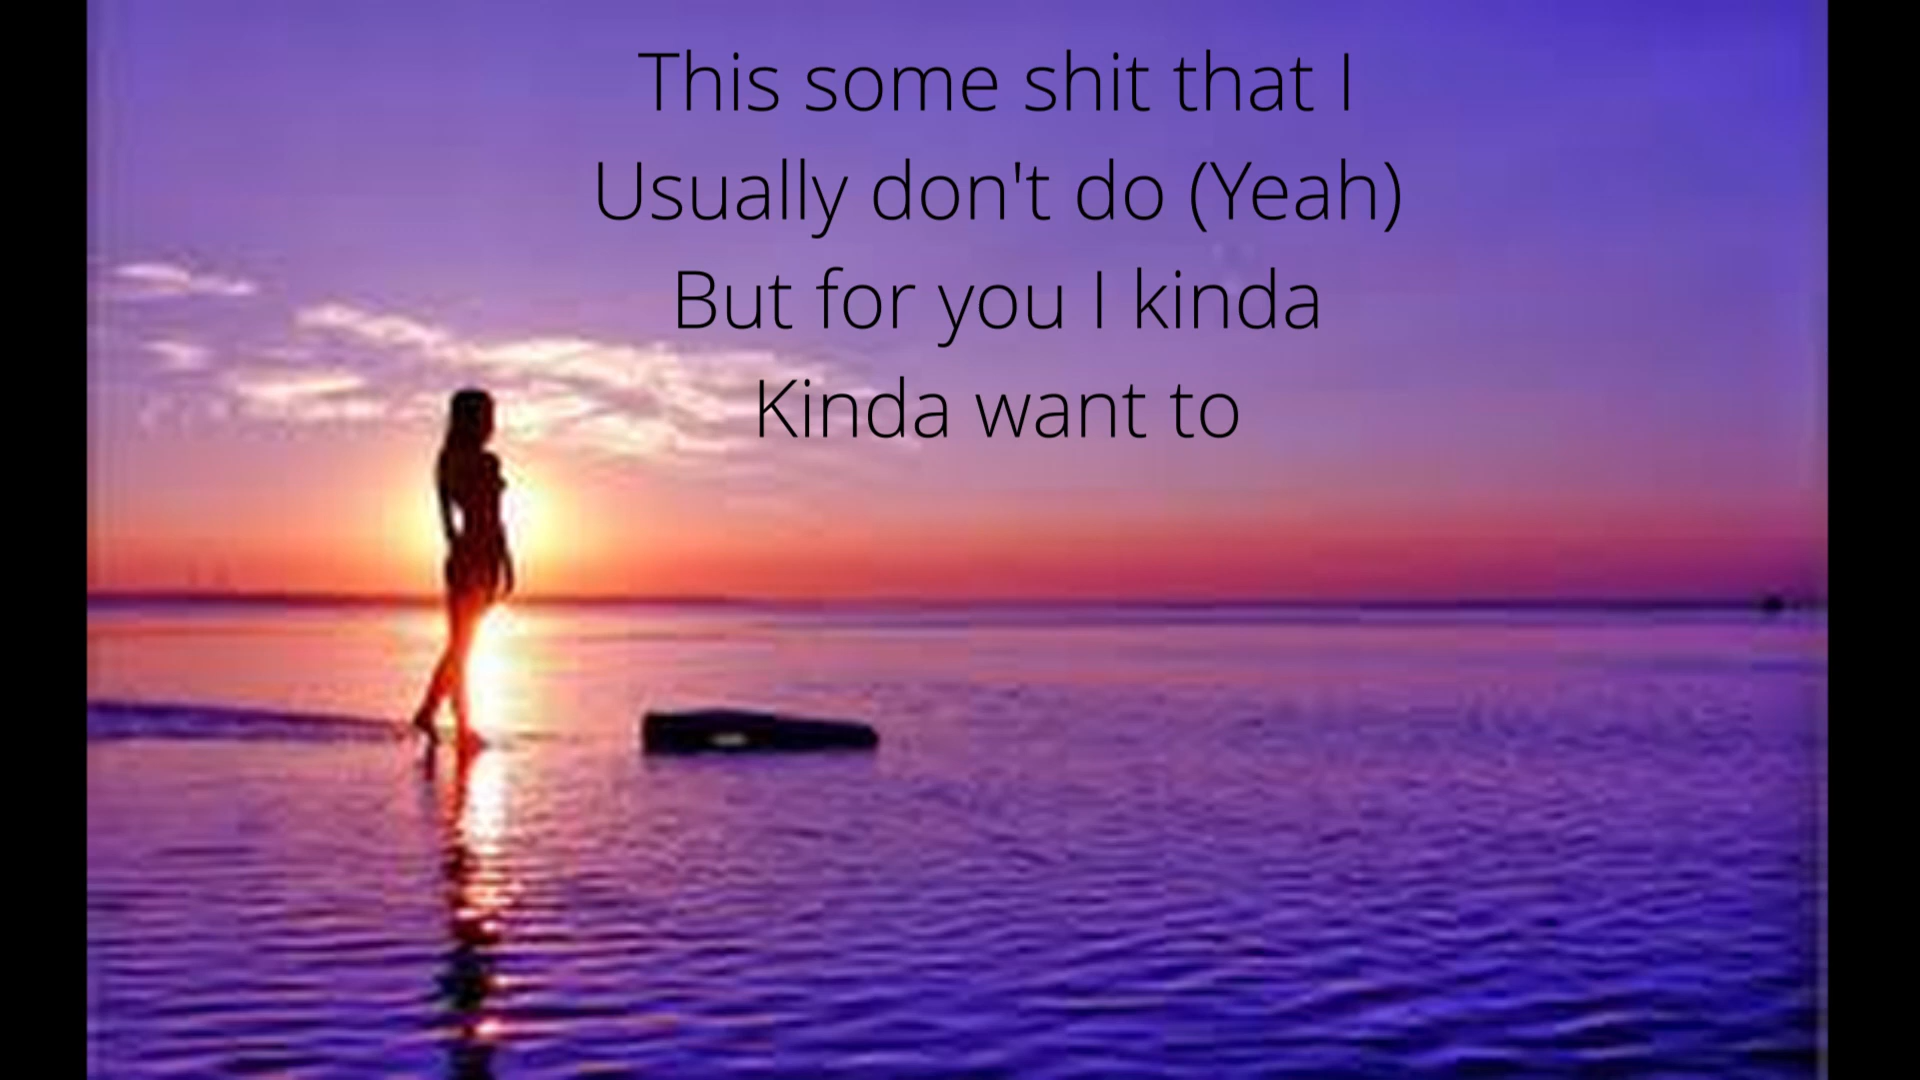 This some shit that I
Usually don't do (Yeah)
But for you I kinda
Kinda want to